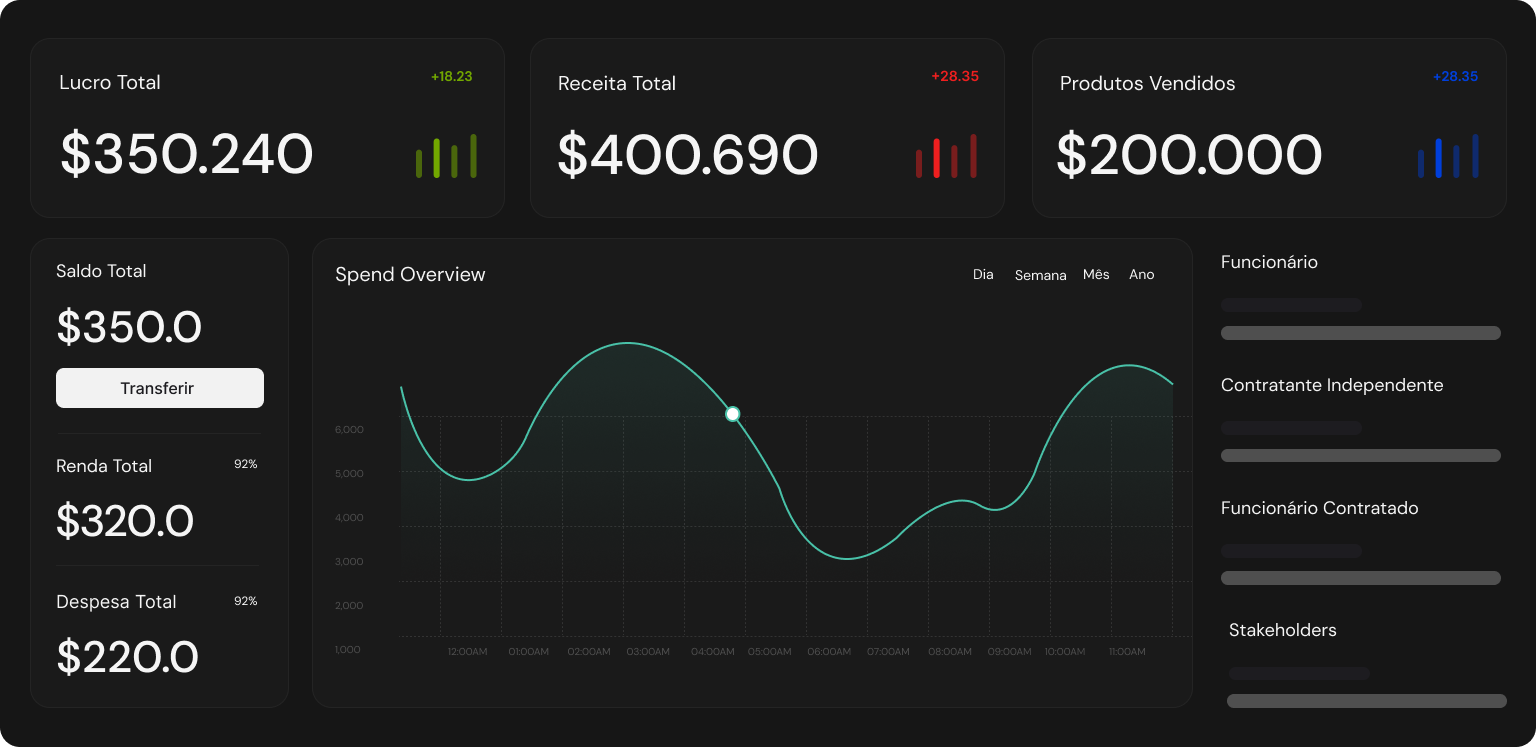 Lucro Total
+18.23
$350.240
Receita Total
+28.35
$400.690
Produtos Vendidos
+28.35
$200.000
Saldo Total
$350.0
Transferir
Renda Total
92%
$320.0
Despesa Total
92%
$220.0
Spend Overview
Dia Semana Mês Ano
6,000
5,000
4,000
3,000
2,000
1,000
12:00AM 01:00AM 02:00AM 03:00AM 04:00AM 05:00AM 06:00AM 07:00AM 08:00AM 09:00AM 10:00AM 11:00AM
Funcionário
Contratante Independente
Funcionário Contratado
Stakeholders